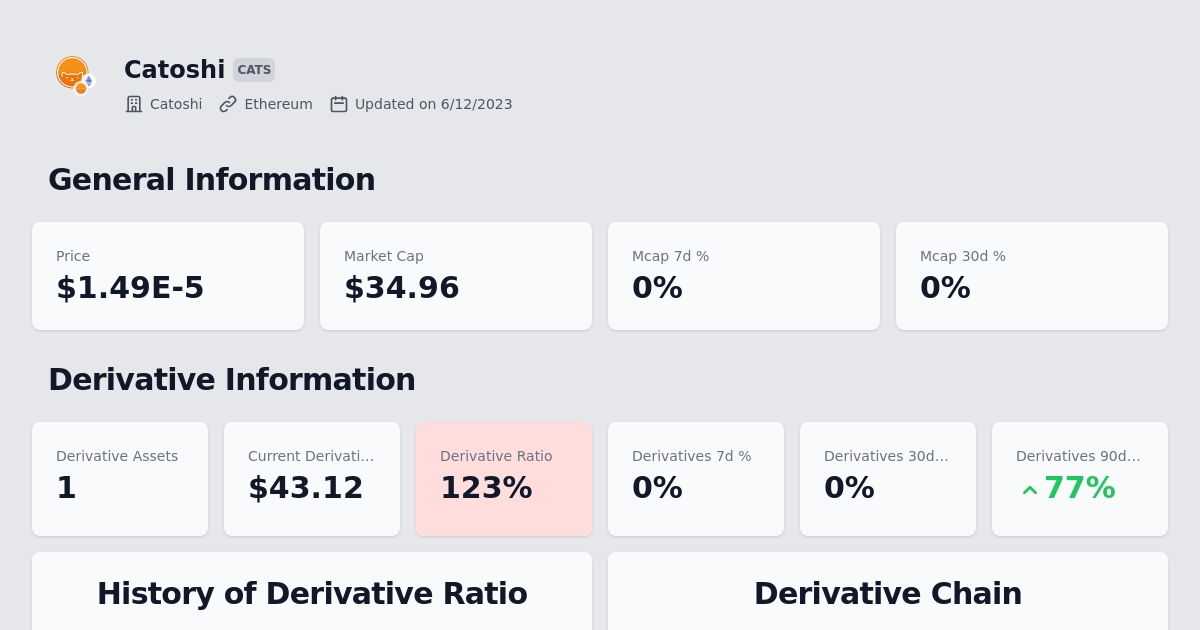 Catoshi CATS
Catoshi Ethereum Updated on 6/12/2023
General Information
Price
$1.49E-5
Market Cap
$34.96
Mcap 7d %
0%
Mcap 30d %
0%
Derivative Information
Derivative Assets
1
Current Derivati...
$43.12
Derivative Ratio
123%
Derivatives 7d %
0%
Derivatives 30d...
0%
Derivatives 90d...
77%
History of Derivative Ratio
Derivative Chain